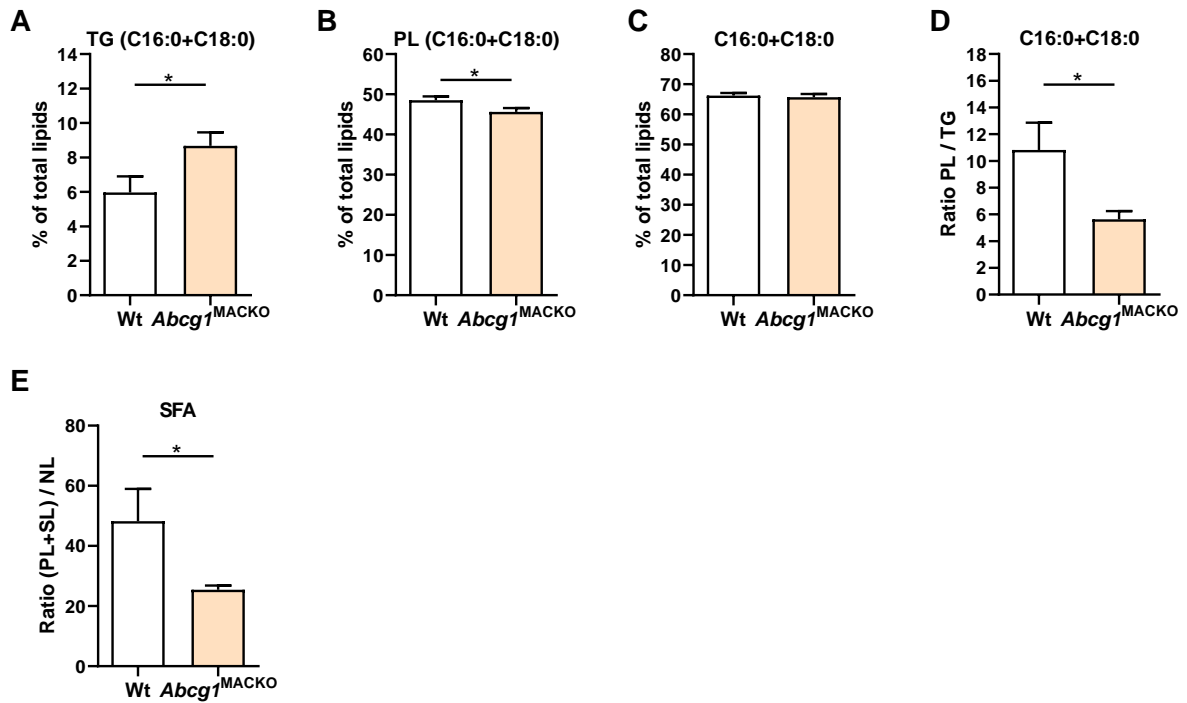 A
TG (C16:0+C18:0)
% of total lipids
14
12
10
8
6
4
2
0
*
Wt Abcg1MACKO
B
PL (C16:0+C18:0)
% of total lipids
60
50
40
30
20
10
0
*
Wt Abcg1MACKO
C
C16:0+C18:0
% of total lipids
80
70
60
50
40
30
20
10
0
Wt Abcg1MACKO
D
C16:0+C18:0
Ratio PL / TG
18
16
14
12
10
8
6
4
2
0
*
Wt Abcg1MACKO
E
SFA
Ratio (PL+SL) / NL
80
60
40
20
0
*
Wt Abcg1MACKO